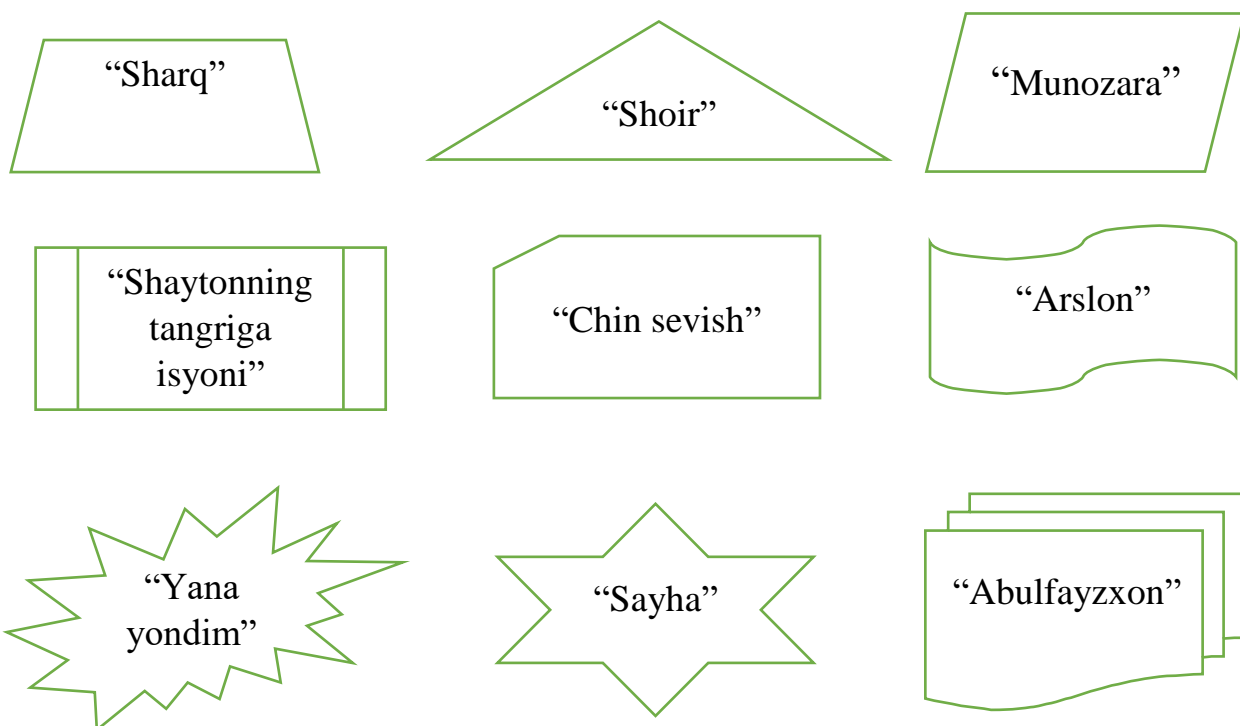 “Sharq”
“Shoir”
“Munozara”
“Shaytonning
tangriga
isyoni”
“Chin sevish”
“Arslon”
“Yana
yondim”
“Sayha”
“Abulfayzxon”